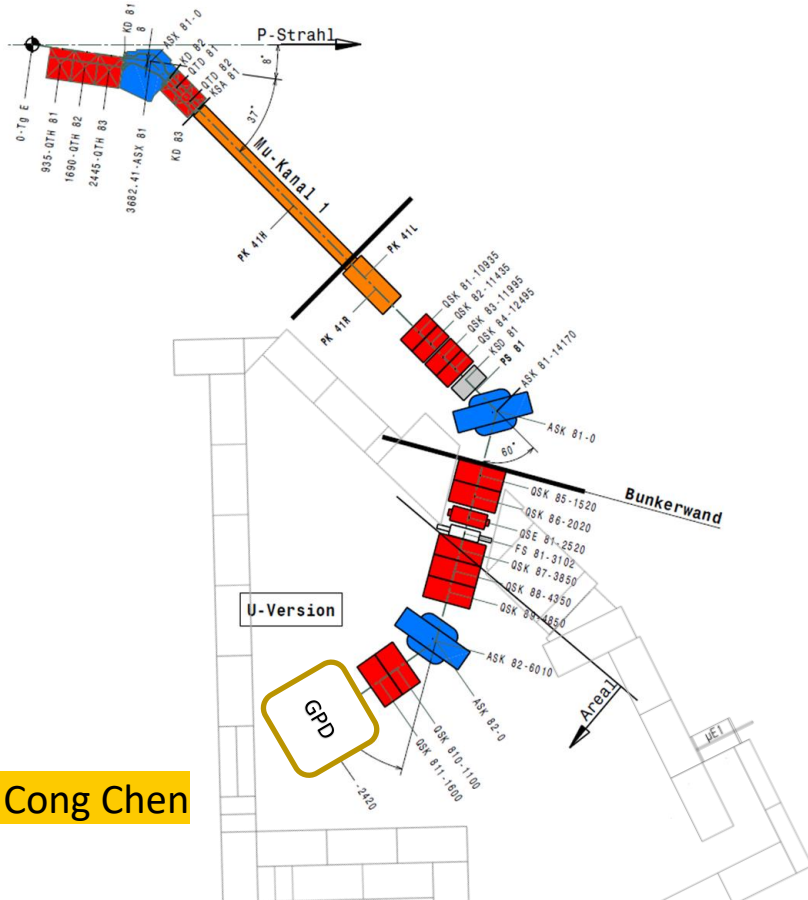 P-Strahl
KD 81
8
ASX 81-0
KD 82
QTD 81
QTD 82
KSA 81
8°
37°
0-Tg E
935-QTH 81
1690-QTH 82
2445-QTH 83
3682.41-ASX 81
KD 83
Mu-Kanal 1
PK 41H
PK 41L
PK 41R
QSK 81-10935
QSK 82-11435
QSK 83-11995
QSK 84-12495
KSD 81
PS 81
ASK 81-14170
ASK 81-0
60°
Bunkerwand
QSK 85-1520
QSK 86-2020
QSE 81-2520
FS 81-3102
QSK 87-3850
QSK 88-4350
QSK 89-4850
U-Version
ASK 82-6010
ASK 82-0
Areal
µE1
GPD
QSK 810-1100
QSK 811-1600
-2420
Cong Chen